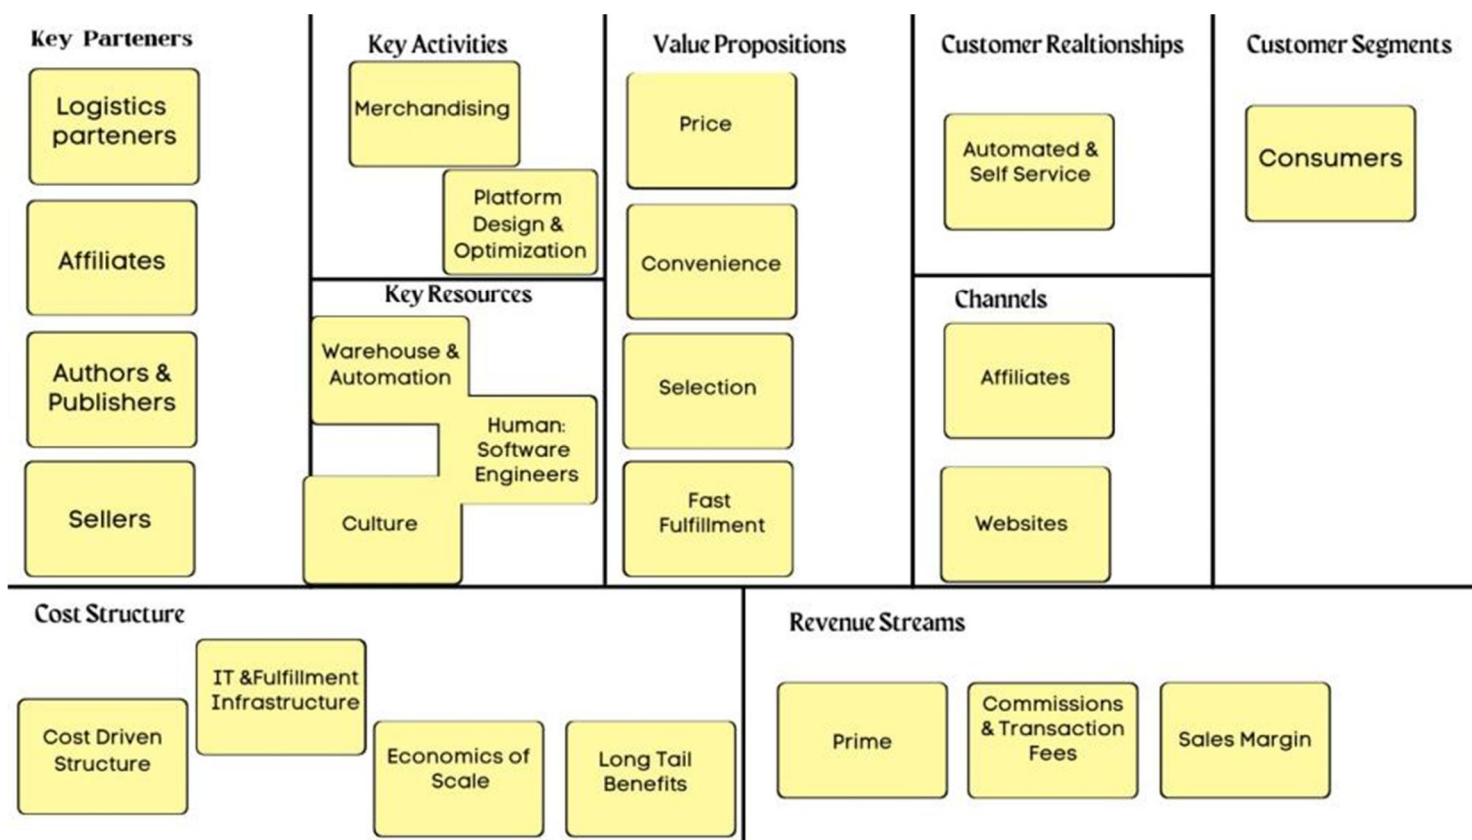 Key Parteners
Logistics
parteners
Affiliates
Authors &
Publishers
Sellers
Key Activities
Merchandising
Platform
Design &
Optimization
Key Resources
Warehouse &
Automation
Human:
Software
Engineers
Culture
Value Propositions
Price
Convenience
Selection
Fast
Fulfillment
Customer Realtionships
Automated &
Self Service
Channels
Affiliates
Websites
Customer Segments
Consumers
Cost Structure
Cost Driven
Structure
IT &Fulfillment
Infrastructure
Economics of
Scale
Long Tail
Benefits
Revenue Streams
Prime
Commissions
& Transaction
Fees
Sales Margin